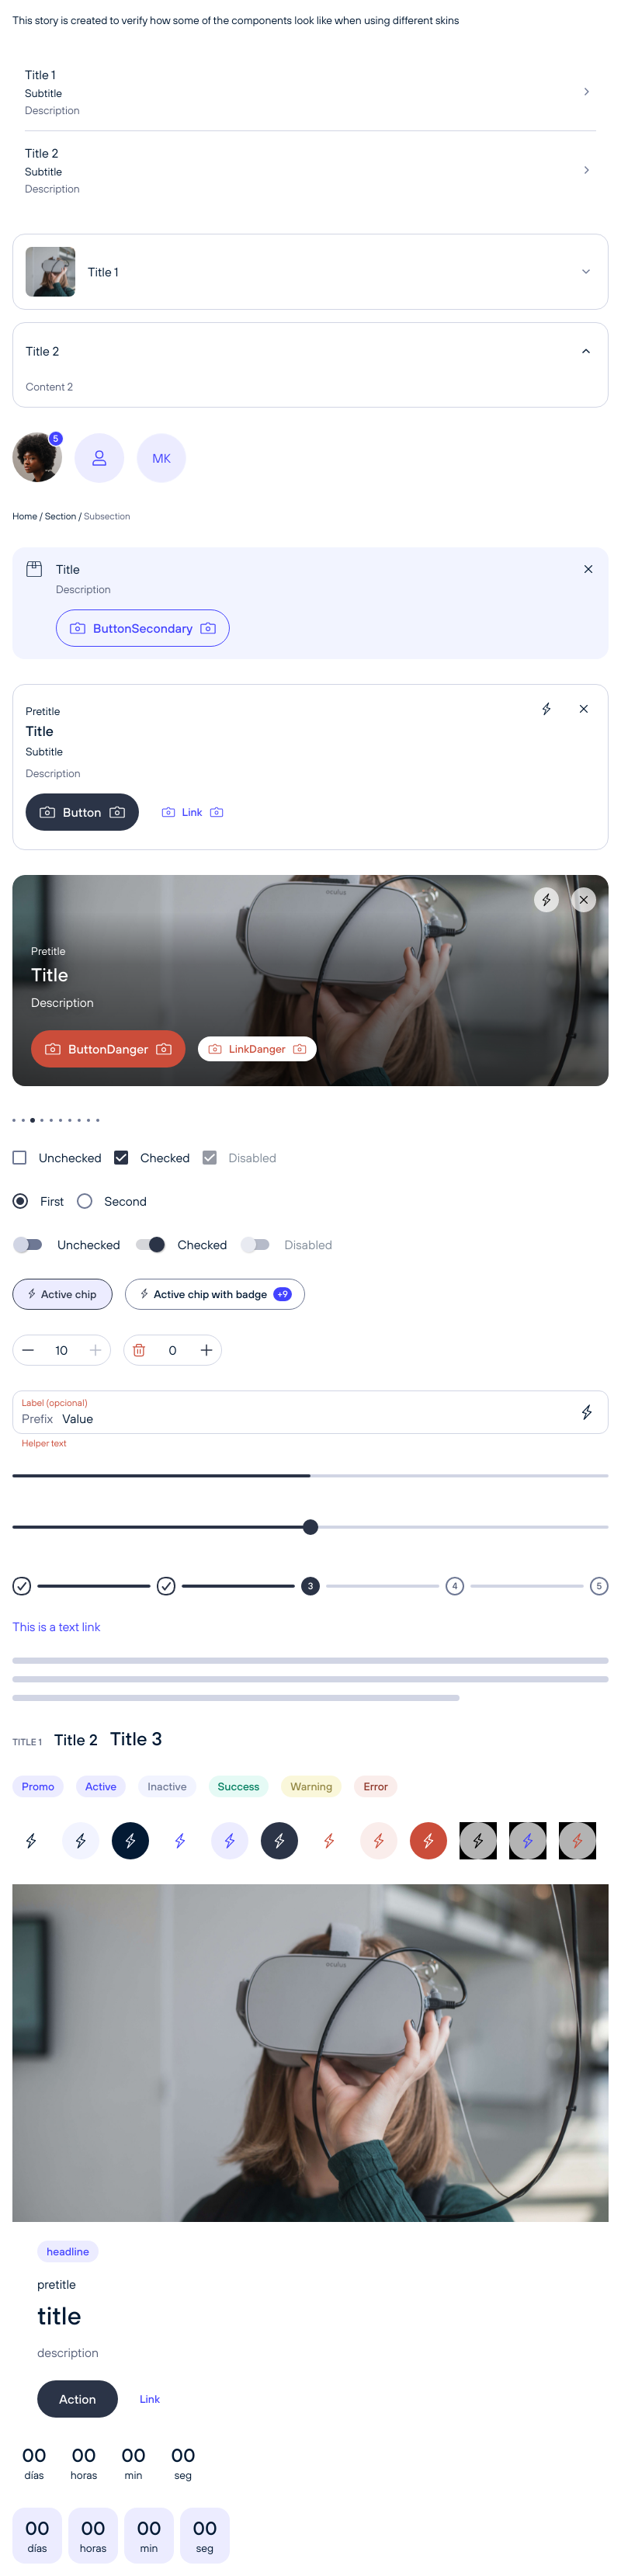 This story is created to verify how some of the components look like when using different skins
Title 1
Subtitle
Description
Title 2
Subtitle
Description
Title 1
Title 2
Content 2
5
MK
Home / Section / Subsection
Title
Description
ButtonSecondary
Pretitle
Title
Subtitle
Description
Button Link
oculus
Pretitle
Title
Description
ButtonDanger LinkDanger
Unchecked Checked Disabled
First Second
Unchecked Checked Disabled
Active chip Active chip with badge +9
10 0
Label (optional)
Prefix Value
Helper text
3 4 5
This is a text link
TITLE 1 Title 2 Title 3
Promo Active Inactive Success Warning Error
oculus
headline
pretitle
title
description
Action Link
00 00 00 00
días horas min seg
00 00 00 00
días horas min seg